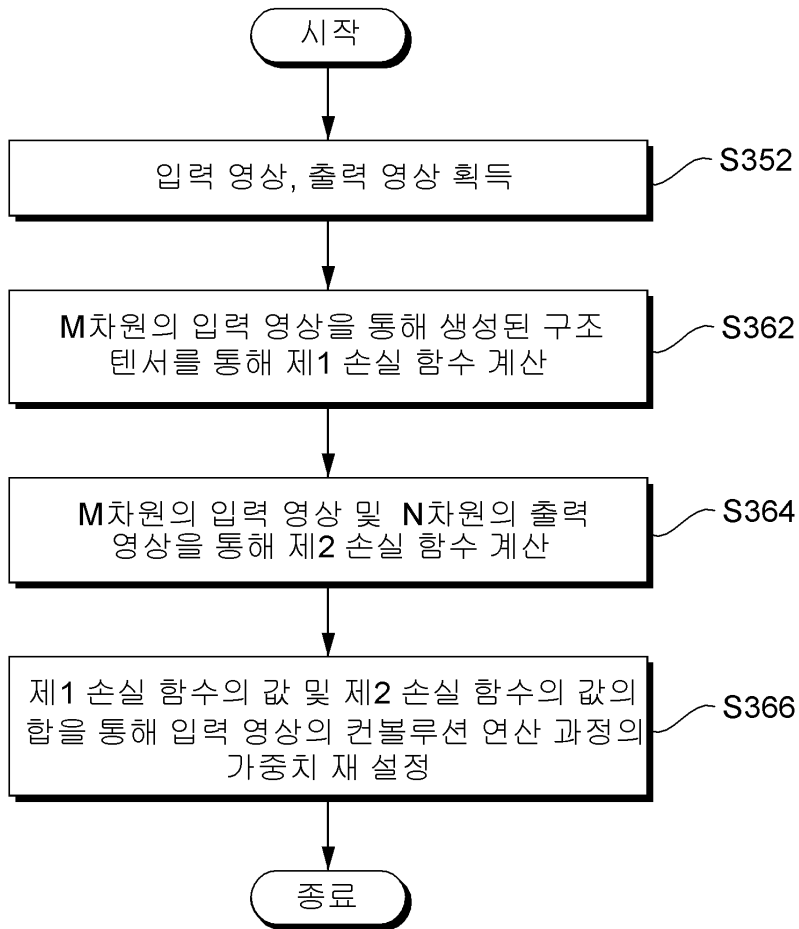 시작
입력 영상, 출력 영상 획득
S352
M차원의 입력 영상을 통해 생성된 구조
텐서를 통해 제1 손실 함수 계산
S362
M차원의 입력 영상 및 N차원의 출력
영상을 통해 제2 손실 함수 계산
S364
제1 손실 함수의 값 및 제2 손실 함수의 값의
합을 통해 입력 영상의 컨볼루션 연산 과정의
가중치 재 설정
S366
종료